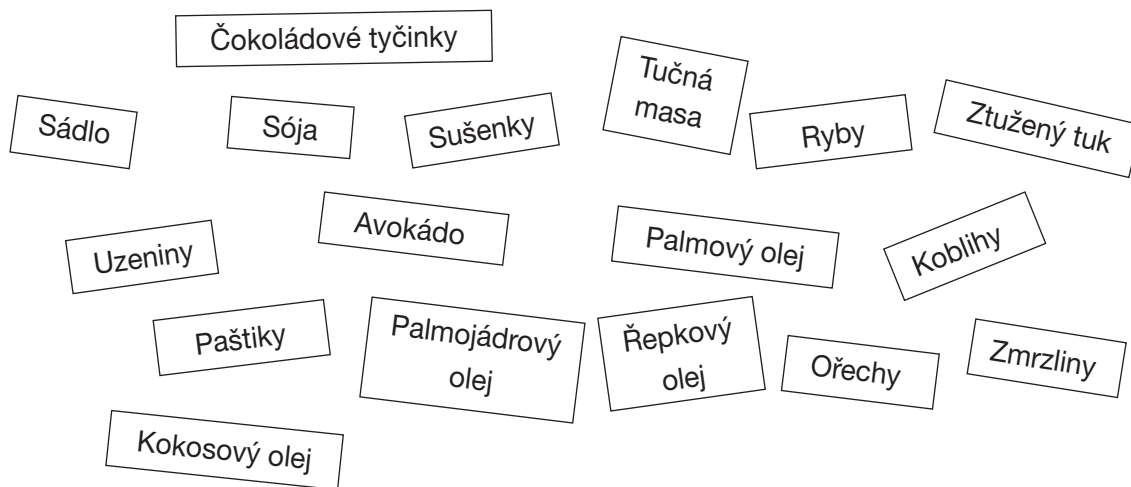 Čokoládové tyčinky
Tučná
masa
Sádlo
Sója
Sušenky
Ryby
Ztužený tuk
Uzeniny
Avokádo
Palmový olej
Koblihy
Paštiky
Palmojádrový
olej
Řepkový
olej
Ořechy
Zmrzliny
Kokosový olej